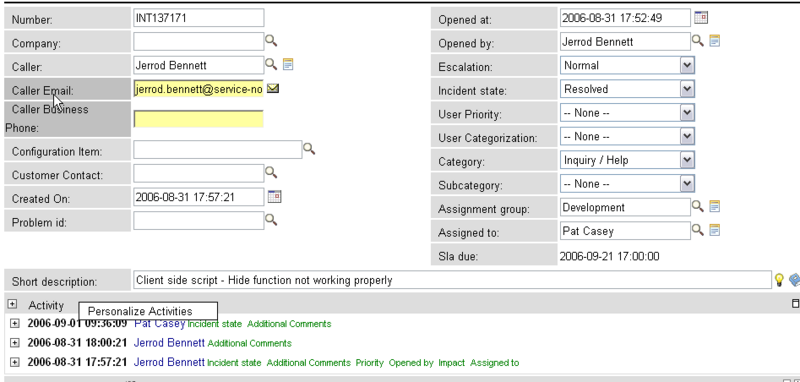 Number: INT137171
Company:
Caller: Jerrod Bennett
Caller Email: jerrod.bennett@service-no
Caller Business
Phone:
Configuration Item:
Customer Contact:
Created On: 2006-08-31 17:57:21
Problem id:
Opened at: 2006-08-31 17:52:49
Opened by: Jerrod Bennett
Escalation: Normal
Incident state: Resolved
User Priority: -- None --
User Categorization: -- None --
Category: Inquiry / Help
Subcategory: -- None --
Assignment group: Development
Assigned to: Pat Casey
Sla due: 2006-09-21 17:00:00
Short description: Client side script - Hide function not working properly
Activity
Personalize Activities
2006-09-01 09:36:09 Pat Casey Incident state Additional Comments
2006-08-31 18:00:21 Jerrod Bennett Additional Comments
2006-08-31 17:57:21 Jerrod Bennett Incident state Additional Comments Priority Opened by Impact Assigned to